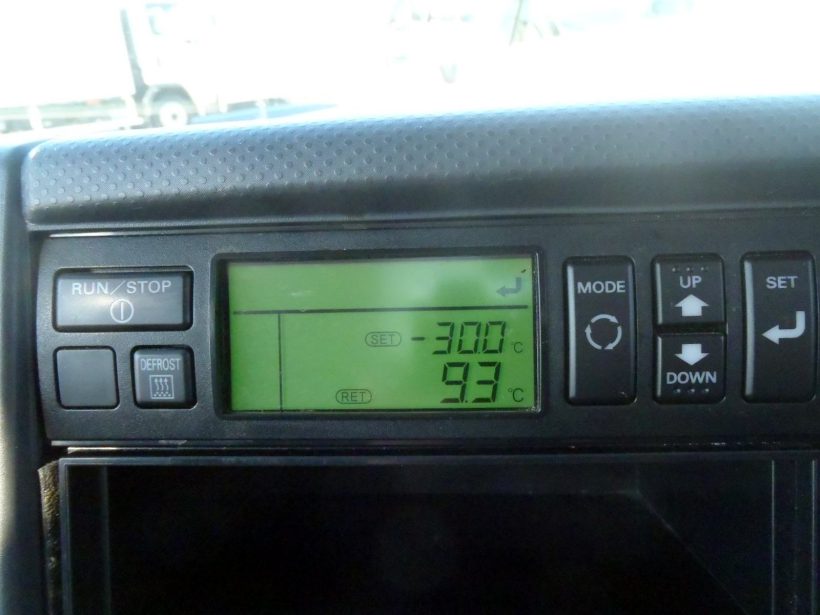 RUN/STOP
DEFROST
SET -30.0 °C
RET 9.3 °C
MODE
UP
DOWN
SET